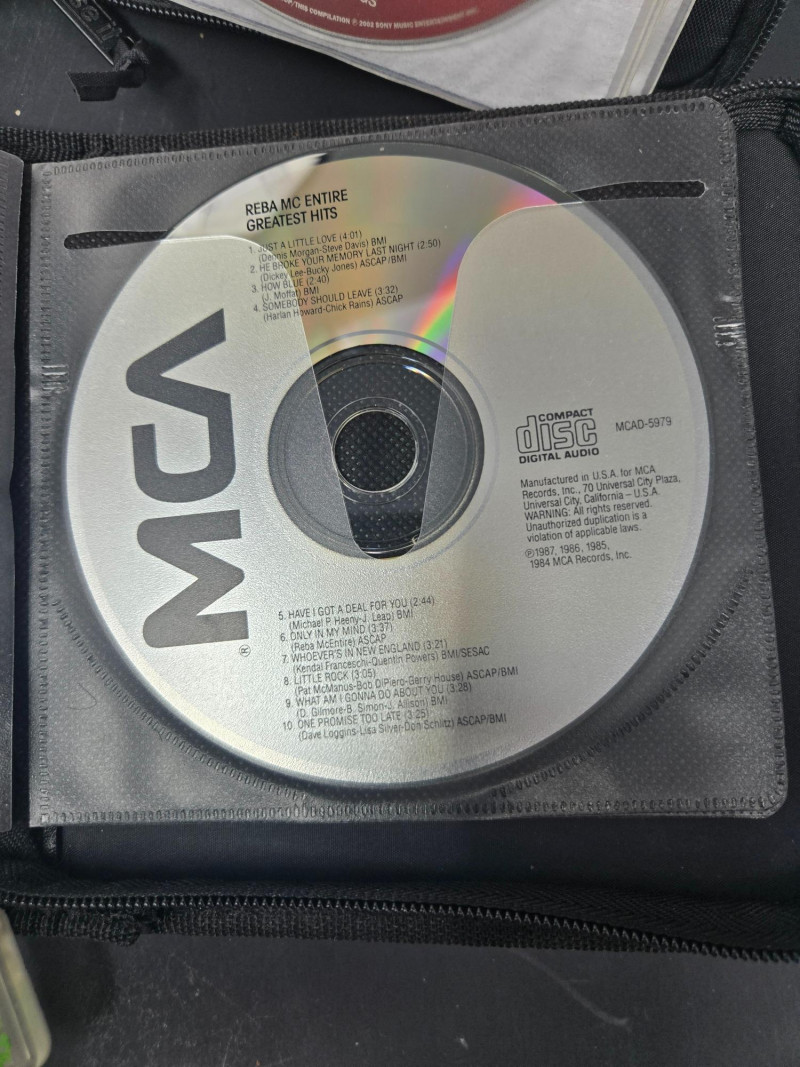 /THIS COMPILATION ℗ 2003 SONY MUSIC ENTERTAINMENT INC.
REBA MC ENTIRE
GREATEST HITS
1. JUST A LITTLE LOVE (4:01)
(Dennis Morgan-Steve Davis) BMI
2. HE BROKE YOUR MEMORY LAST NIGHT (2:50)
(Dickey Lee-Bucky Jones) ASCAP/BMI
3. HOW BLUE (2:40)
(J. Moffat) BMI
4. SOMEBODY SHOULD LEAVE (3:32)
(Harlan Howard-Chick Rains) ASCAP
MCA®
COMPACT
disc
DIGITAL AUDIO
MCAD-5979
Manufactured in U.S.A. for MCA
Records, Inc., 70 Universal City Plaza,
Universal City, California – U.S.A.
WARNING: All rights reserved.
Unauthorized duplication is a
violation of applicable laws.
℗1987, 1986, 1985,
1984 MCA Records, Inc.
5. HAVE I GOT A DEAL FOR YOU (2:44)
(Michael P. Heeny-J. Leap) BMI
6. ONLY IN MY MIND (3:37)
(Reba McEntire) ASCAP
7. WHOEVER'S IN NEW ENGLAND (3:21)
(Kendal Franceschi-Quentin Powers) BMI/SESAC
8. LITTLE ROCK (3:05)
(Pat McManus-Bob DiPiero-Gerry House) ASCAP/BMI
9. WHAT AM I GONNA DO ABOUT YOU (3:28)
(D. Gilmore-B. Simon-J. Allison) BMI
10. ONE PROMISE TOO LATE (3:25)
(Dave Loggins-Lisa Silver-Don Schlitz) ASCAP/BMI